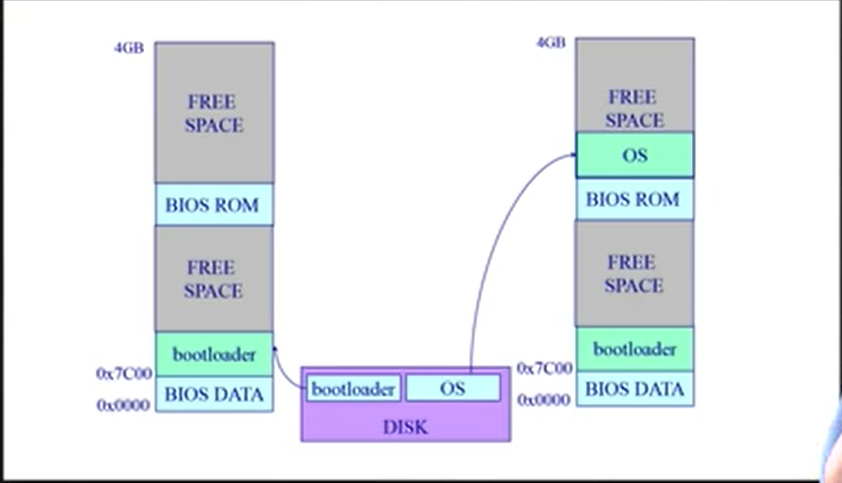 4GB
FREE
SPACE
BIOS ROM
FREE
SPACE
bootloader
0x7C00
BIOS DATA
0x0000
bootloader
OS
DISK
4GB
FREE
SPACE
OS
BIOS ROM
FREE
SPACE
bootloader
0x7C00
BIOS DATA
0x0000